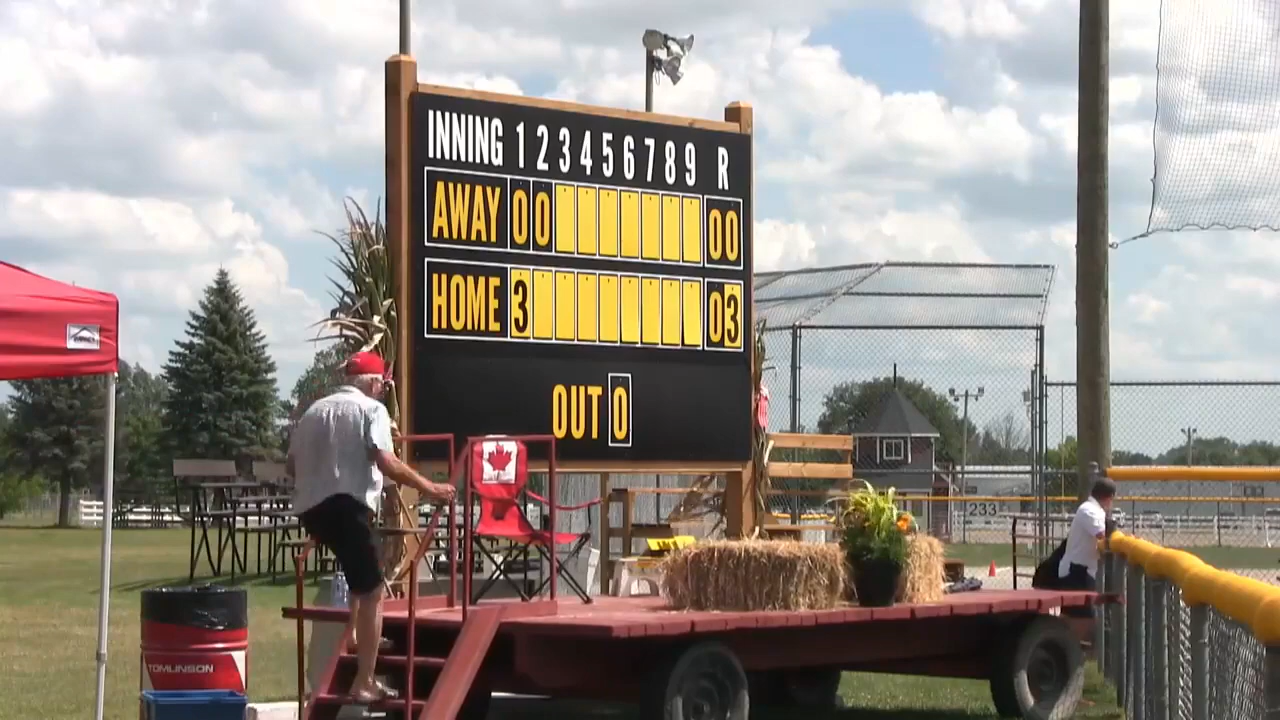 INNING 1 2 3 4 5 6 7 8 9 R
AWAY 0 0 00
HOME 3 03
OUT 0
TOMLINSON
233